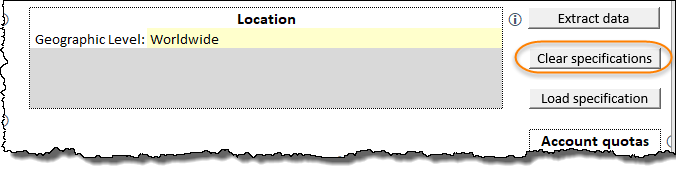 Location
Geographic Level: Worldwide
Extract data
Clear specifications
Load specification
Account quotas